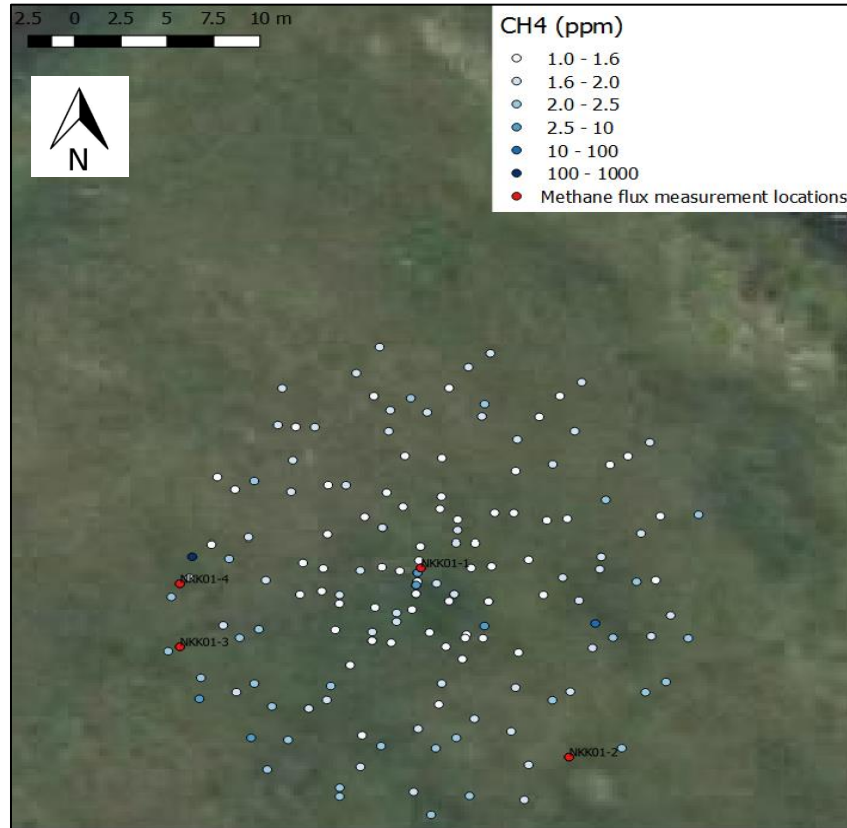 2.5 0 2.5 5 7.5 10 m
N
CH4 (ppm)
1.0 - 1.6
1.6 - 2.0
2.0 - 2.5
2.5 - 10
10 - 100
100 - 1000
Methane flux measurement locations
NKK01-1
NKK01-4
NKK01-3
NKK01-2